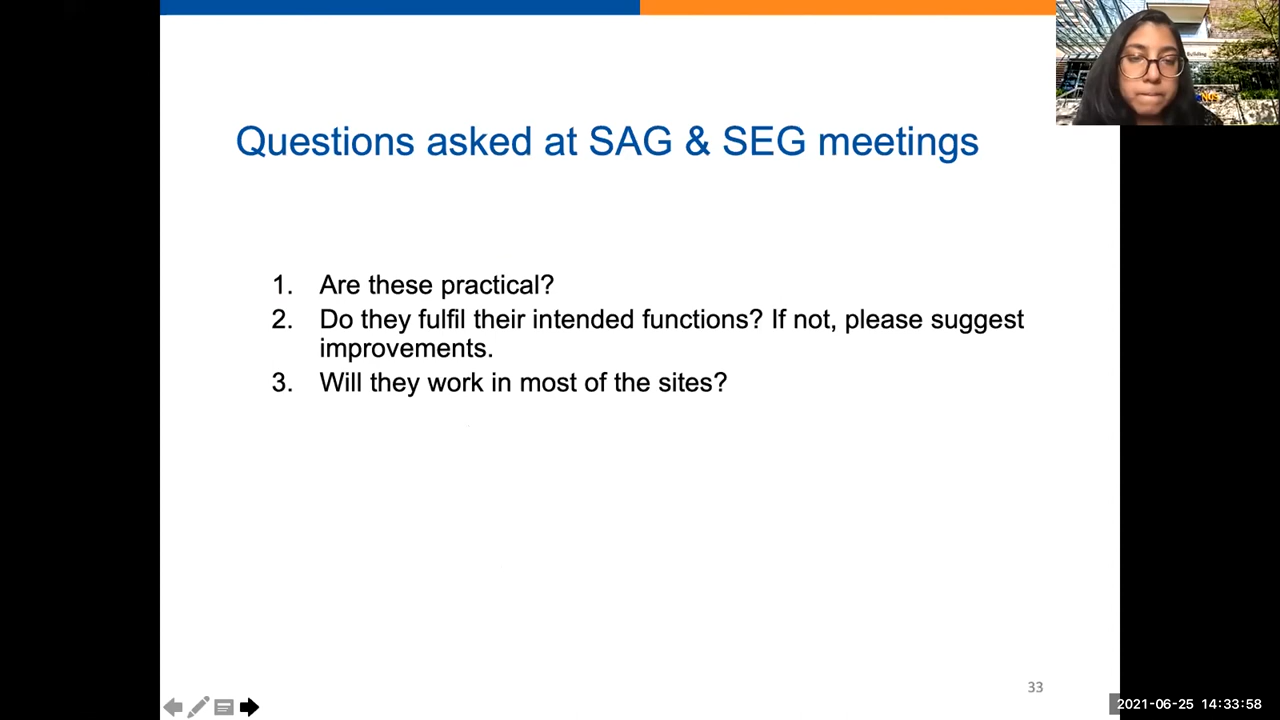 Questions asked at SAG & SEG meetings
1. Are these practical?
2. Do they fulfil their intended functions? If not, please suggest
improvements.
3. Will they work in most of the sites?
33
2021-06-25 14:33:58